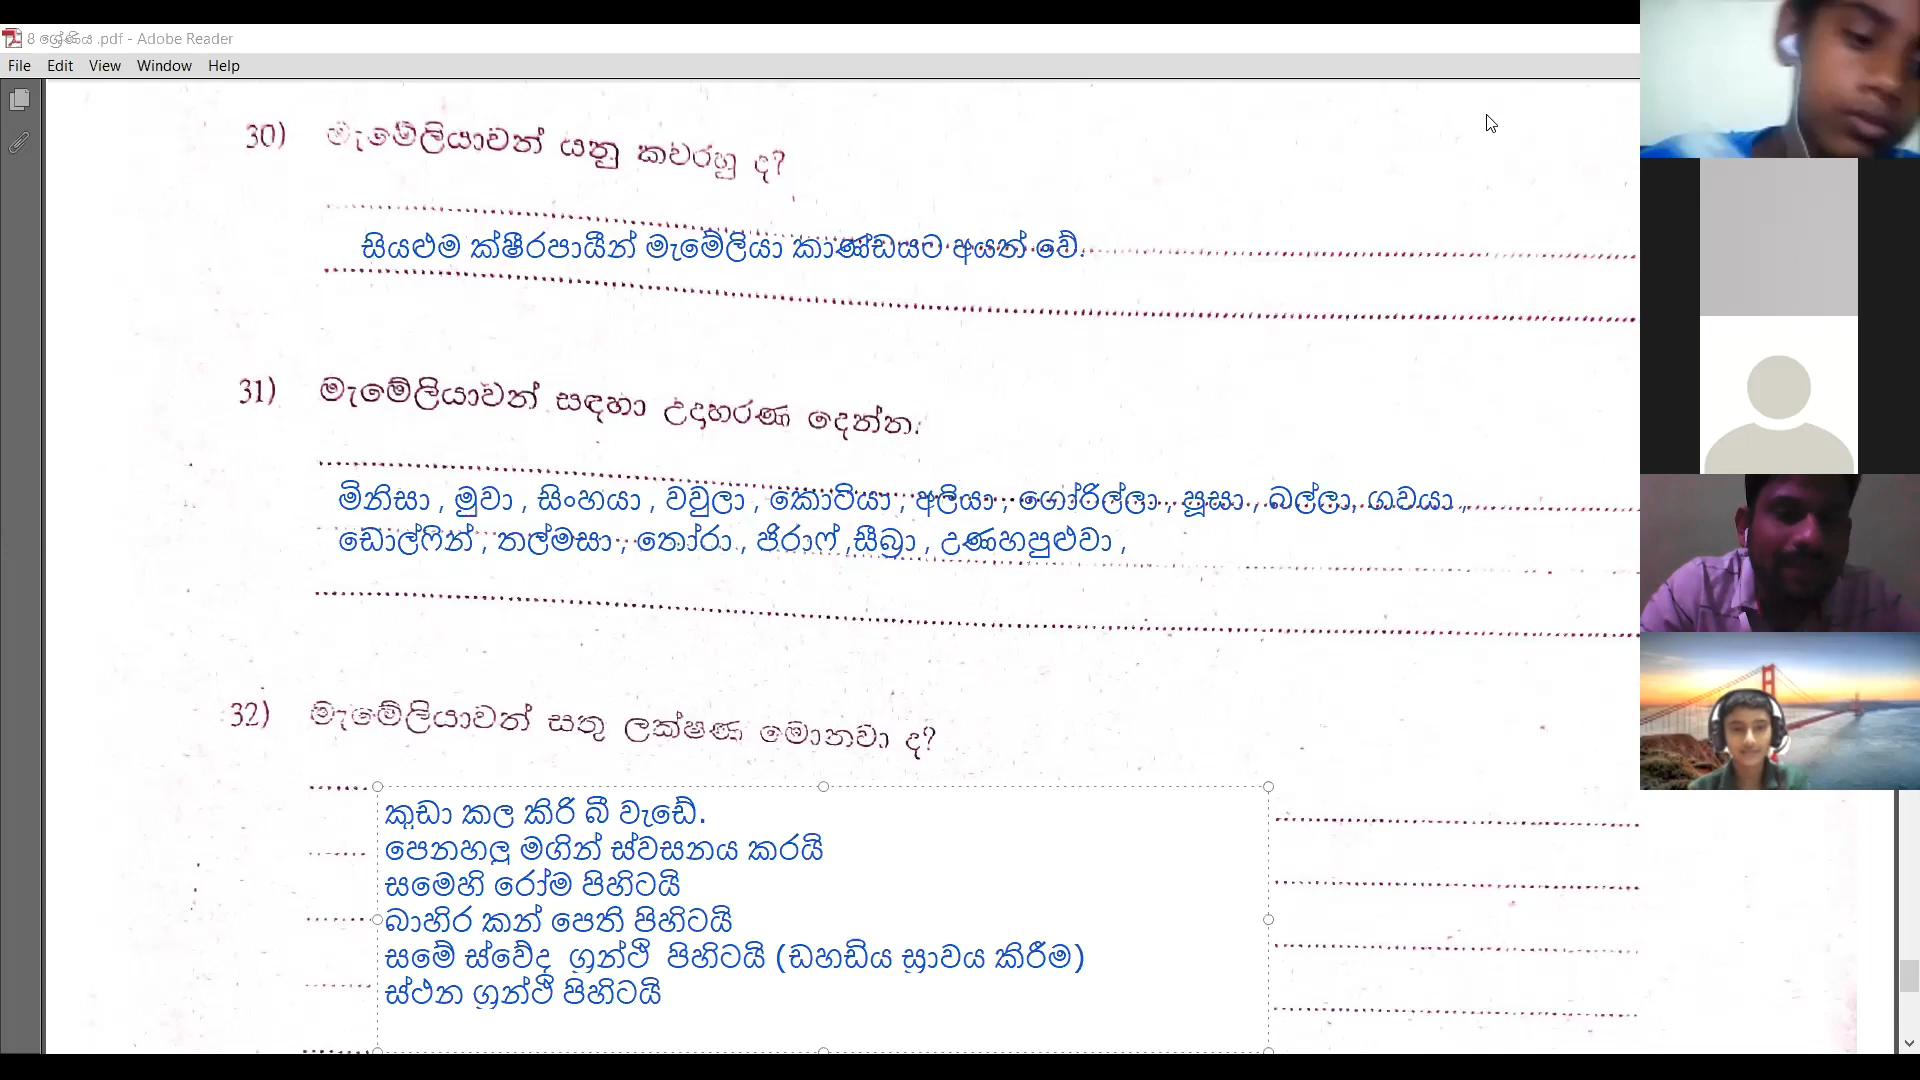 8 ශ්‍රේණිය .pdf - Adobe Reader
File Edit View Window Help
30) මැමේලියාවන් යනු කවරහු ද?
සියළුම ක්ෂීරපායීන් මැමේලියා කාණ්ඩයට අයත් වේ.
31) මැමේලියාවන් සඳහා උදාහරණ දෙන්න.
මිනිසා , මුවා , සිංහයා , වවුලා , කොටියා , අලියා , ගෝරිල්ලා , පූසා , බල්ලා, ගවයා ,
ඩොල්ෆින් , තල්මසා , තෝරා , ජිරාෆ් ,සීබ්‍රා , උණහපුළුවා ,
32) මැමේලියාවන් සතු ලක්ෂණ මොනවා ද?
කුඩා කල කිරි බී වැඩේ.
පෙනහලු මගින් ස්වසනය කරයි
සමෙහි රෝම පිහිටයි
බාහිර කන් පෙති පිහිටයි
සමේ ස්වේද ග්‍රන්ථි පිහිටයි (ඩහඩිය ස්‍රාවය කිරීම)
ස්ථන ග්‍රන්ථි පිහිටයි